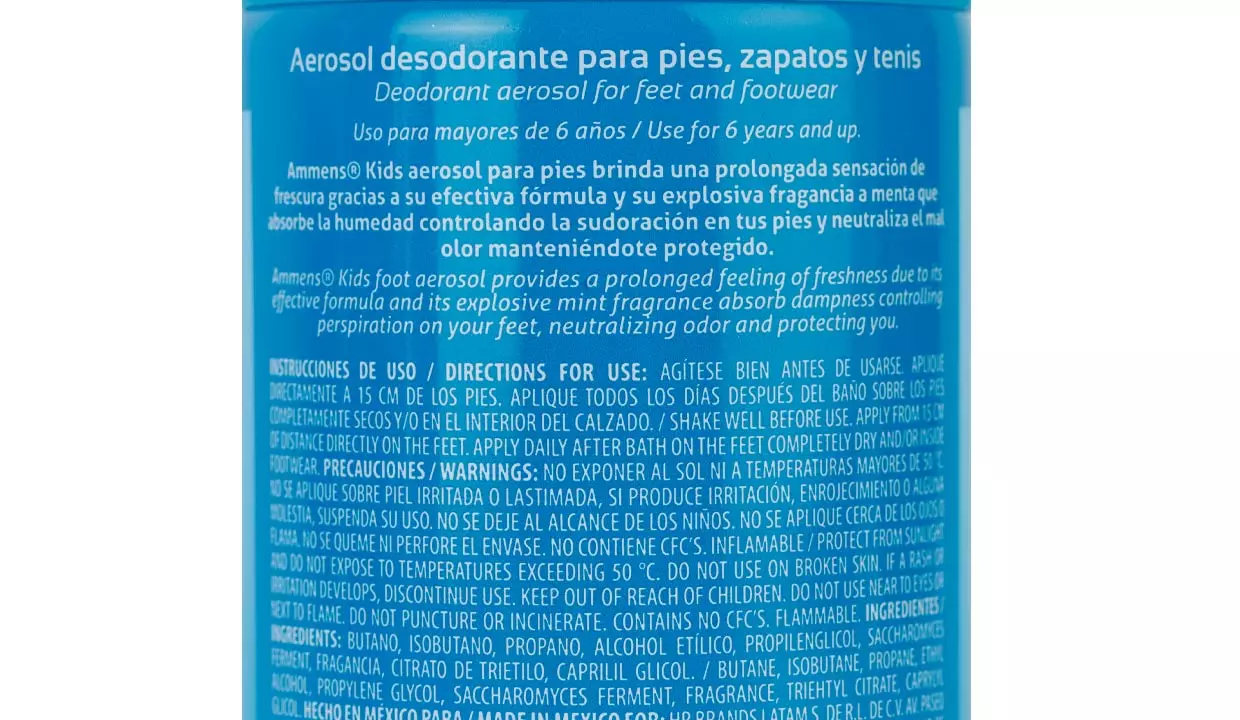 Aerosol desodorante para pies, zapatos y tenis
Deodorant aerosol for feet and footwear
Uso para mayores de 6 años / Use for 6 years and up.
Ammens® Kids aerosol para pies brinda una prolongada sensación de
frescura gracias a su efectiva fórmula y su explosiva fragancia a menta que
absorbe la humedad controlando la sudoración en tus pies y neutraliza el mal
olor manteniéndote protegido.
Ammens® Kids foot aerosol provides a prolonged feeling of freshness due to its
effective formula and its explosive mint fragrance absorb dampness controlling
perspiration on your feet, neutralizing odor and protecting you.
INSTRUCCIONES DE USO / DIRECTIONS FOR USE: AGÍTESE BIEN ANTES DE USARSE. APLIQUE
DIRECTAMENTE A 15 CM DE LOS PIES. APLIQUE TODOS LOS DÍAS DESPUÉS DEL BAÑO SOBRE LOS PIES
COMPLETAMENTE SECOS Y/O EN EL INTERIOR DEL CALZADO. / SHAKE WELL BEFORE USE. APPLY FROM 15 CM
OF DISTANCE DIRECTLY ON THE FEET. APPLY DAILY AFTER BATH ON THE FEET COMPLETELY DRY AND/OR INSIDE
FOOTWEAR. PRECAUCIONES / WARNINGS: NO EXPONER AL SOL NI A TEMPERATURAS MAYORES DE 50 °C.
NO SE APLIQUE SOBRE PIEL IRRITADA O LASTIMADA, SI PRODUCE IRRITACIÓN, ENROJECIMIENTO O ALGUNA
MOLESTIA, SUSPENDA SU USO. NO SE DEJE AL ALCANCE DE LOS NIÑOS. NO SE APLIQUE CERCA DE LOS OJOS O
FLAMA. NO SE QUEME NI PERFORE EL ENVASE. NO CONTIENE CFC'S. INFLAMABLE / PROTECT FROM SUNLIGHT
AND DO NOT EXPOSE TO TEMPERATURES EXCEEDING 50 °C. DO NOT USE ON BROKEN SKIN. IF A RASH OR
IRRITATION DEVELOPS, DISCONTINUE USE. KEEP OUT OF REACH OF CHILDREN. DO NOT USE NEAR TO EYES OR
NEXT TO FLAME. DO NOT PUNCTURE OR INCINERATE. CONTAINS NO CFC'S. FLAMMABLE. INGREDIENTES /
INGREDIENTS: BUTANO, ISOBUTANO, PROPANO, ALCOHOL ETÍLICO, PROPILENGLICOL, SACCHAROMYCES
FERMENT, FRAGANCIA, CITRATO DE TRIETILO, CAPRILIL GLICOL. / BUTANE, ISOBUTANE, PROPANE, ETHYL
ALCOHOL, PROPYLENE GLYCOL, SACCHAROMYCES FERMENT, FRAGRANCE, TRIEHTYL CITRATE, CAPRYLYL
GLICOL. HECHO EN MÉXICO PARA / MADE IN MEXICO FOR: HP BRANDS LATAM S. DE R.L. DE C.V. AV. PASEO